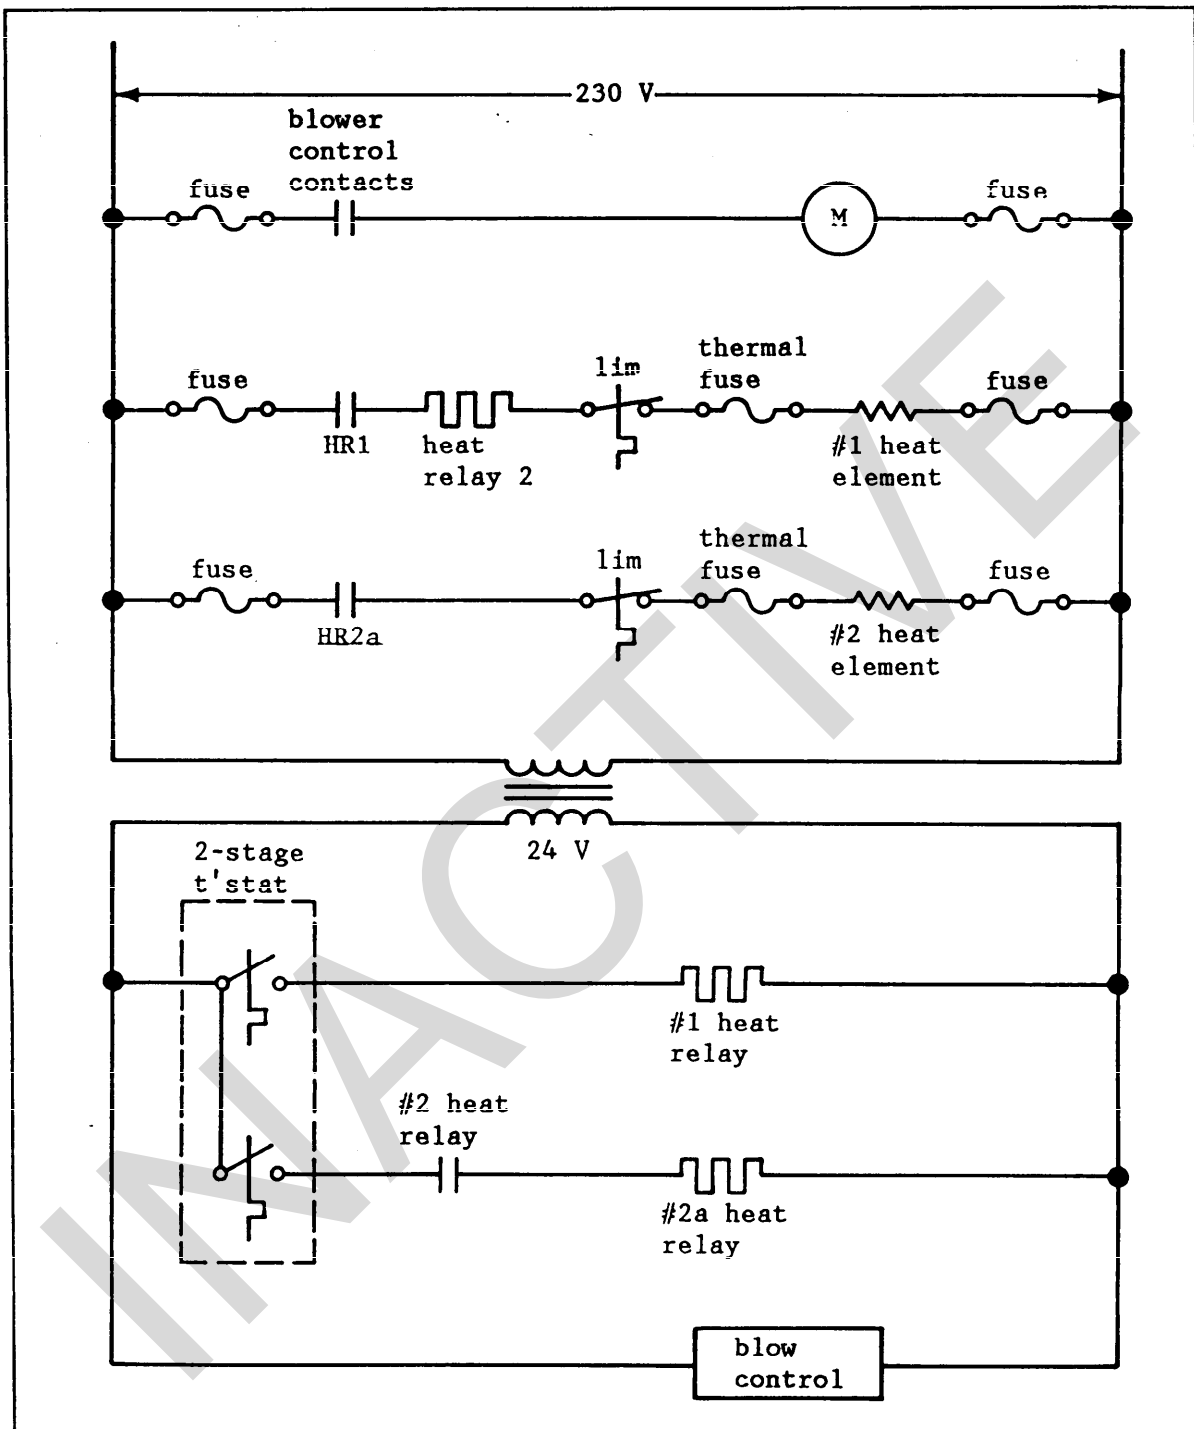 230 V
blower
control
contacts
fuse
M
fuse
fuse
HR1
heat
relay 2
lim
thermal
fuse
#1 heat
element
fuse
fuse
HR2a
lim
thermal
fuse
#2 heat
element
fuse
24 V
2-stage
t'stat
#1 heat
relay
#2 heat
relay
#2a heat
relay
blow
control
INACTIVE